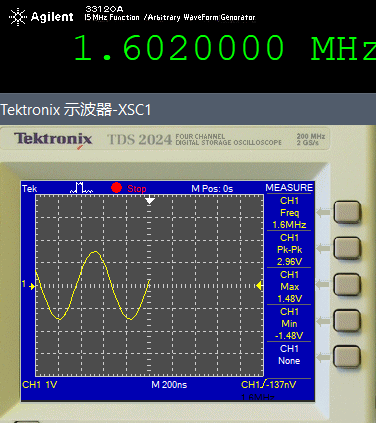 Agilent
33120A
15 MHz Function /Arbitrary WaveForm Generator
1.6020000 MHz
Tektronix 示波器-XSC1
Tektronix TDS 2024 FOUR CHANNEL DIGITAL STORAGE OSCILLOSCOPE 200 MHz 2 GS/s
Tek Stop M Pos: 0s MEASURE
CH1
Freq
1.6MHz
CH1
Pk-Pk
2.96V
CH1
Max
1.48V
1
CH1
Min
-1.48V
CH1
None
CH1 1V M 200ns CH1/-137nV